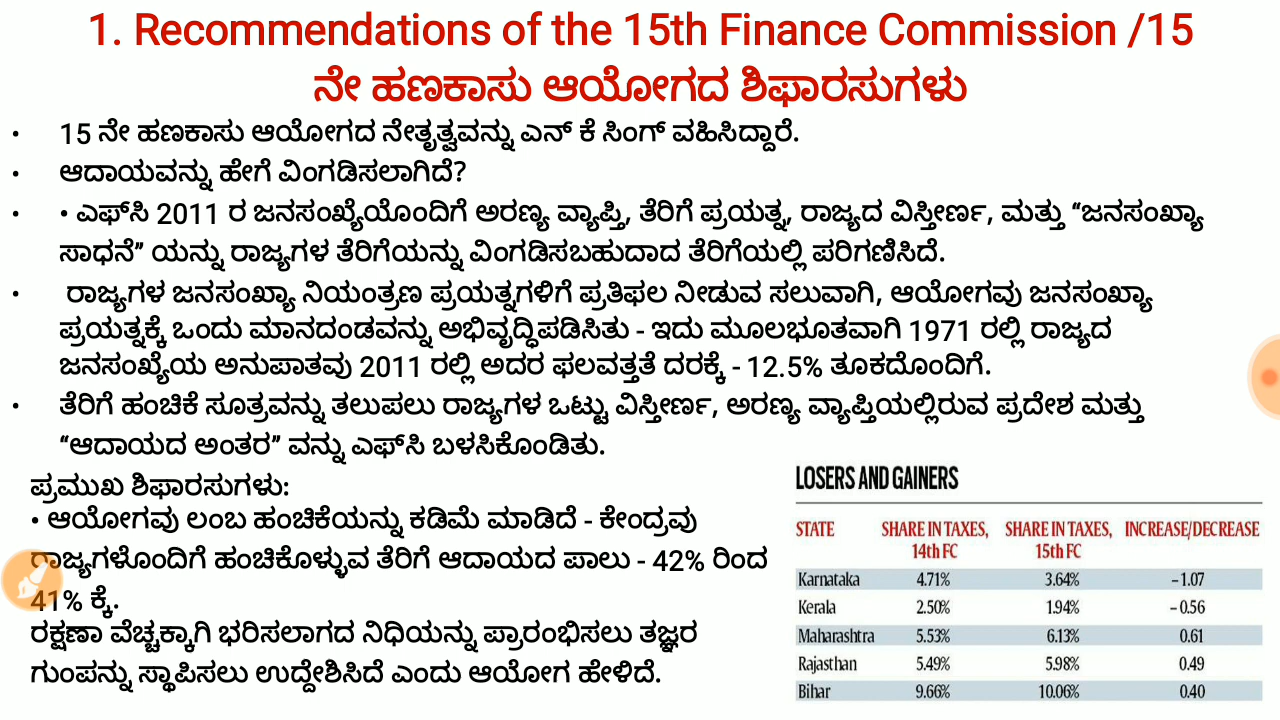 1. Recommendations of the 15th Finance Commission /15
ನೇ ಹಣಕಾಸು ಆಯೋಗದ ಶಿಫಾರಸುಗಳು
• 15 ನೇ ಹಣಕಾಸು ಆಯೋಗದ ನೇತೃತ್ವವನ್ನು ಎನ್ ಕೆ ಸಿಂಗ್ ವಹಿಸಿದ್ದಾರೆ.
• ಆದಾಯವನ್ನು ಹೇಗೆ ವಿಂಗಡಿಸಲಾಗಿದೆ?
• • ಎಫ್‌ಸಿ 2011 ರ ಜನಸಂಖ್ಯೆಯೊಂದಿಗೆ ಅರಣ್ಯ ವ್ಯಾಪ್ತಿ, ತೆರಿಗೆ ಪ್ರಯತ್ನ, ರಾಜ್ಯದ ವಿಸ್ತೀರ್ಣ, ಮತ್ತು “ಜನಸಂಖ್ಯಾ
ಸಾಧನೆ” ಯನ್ನು ರಾಜ್ಯಗಳ ತೆರಿಗೆಯನ್ನು ವಿಂಗಡಿಸಬಹುದಾದ ತೆರಿಗೆಯಲ್ಲಿ ಪರಿಗಣಿಸಿದೆ.
• ರಾಜ್ಯಗಳ ಜನಸಂಖ್ಯಾ ನಿಯಂತ್ರಣ ಪ್ರಯತ್ನಗಳಿಗೆ ಪ್ರತಿಫಲ ನೀಡುವ ಸಲುವಾಗಿ, ಆಯೋಗವು ಜನಸಂಖ್ಯಾ
ಪ್ರಯತ್ನಕ್ಕೆ ಒಂದು ಮಾನದಂಡವನ್ನು ಅಭಿವೃದ್ಧಿಪಡಿಸಿತು - ಇದು ಮೂಲಭೂತವಾಗಿ 1971 ರಲ್ಲಿ ರಾಜ್ಯದ
ಜನಸಂಖ್ಯೆಯ ಅನುಪಾತವು 2011 ರಲ್ಲಿ ಅದರ ಫಲವತ್ತತೆ ದರಕ್ಕೆ - 12.5% ತೂಕದೊಂದಿಗೆ.
• ತೆರಿಗೆ ಹಂಚಿಕೆ ಸೂತ್ರವನ್ನು ತಲುಪಲು ರಾಜ್ಯಗಳ ಒಟ್ಟು ವಿಸ್ತೀರ್ಣ, ಅರಣ್ಯ ವ್ಯಾಪ್ತಿಯಲ್ಲಿರುವ ಪ್ರದೇಶ ಮತ್ತು
“ಆದಾಯದ ಅಂತರ” ವನ್ನು ಎಫ್‌ಸಿ ಬಳಸಿಕೊಂಡಿತು.
ಪ್ರಮುಖ ಶಿಫಾರಸುಗಳು:
• ಆಯೋಗವು ಲಂಬ ಹಂಚಿಕೆಯನ್ನು ಕಡಿಮೆ ಮಾಡಿದೆ - ಕೇಂದ್ರವು
ರಾಜ್ಯಗಳೊಂದಿಗೆ ಹಂಚಿಕೊಳ್ಳುವ ತೆರಿಗೆ ಆದಾಯದ ಪಾಲು - 42% ರಿಂದ
41% ಕ್ಕೆ.
ರಕ್ಷಣಾ ವೆಚ್ಚಕ್ಕಾಗಿ ಭರಿಸಲಾಗದ ನಿಧಿಯನ್ನು ಪ್ರಾರಂಭಿಸಲು ತಜ್ಞರ
ಗುಂಪನ್ನು ಸ್ಥಾಪಿಸಲು ಉದ್ದೇಶಿಸಿದೆ ಎಂದು ಆಯೋಗ ಹೇಳಿದೆ.
LOSERS AND GAINERS
STATE SHARE IN TAXES, SHARE IN TAXES, INCREASE/DECREASE
14th FC 15th FC
Karnataka 4.71% 3.64% –1.07
Kerala 2.50% 1.94% –0.56
Maharashtra 5.53% 6.13% 0.61
Rajasthan 5.49% 5.98% 0.49
Bihar 9.66% 10.06% 0.40